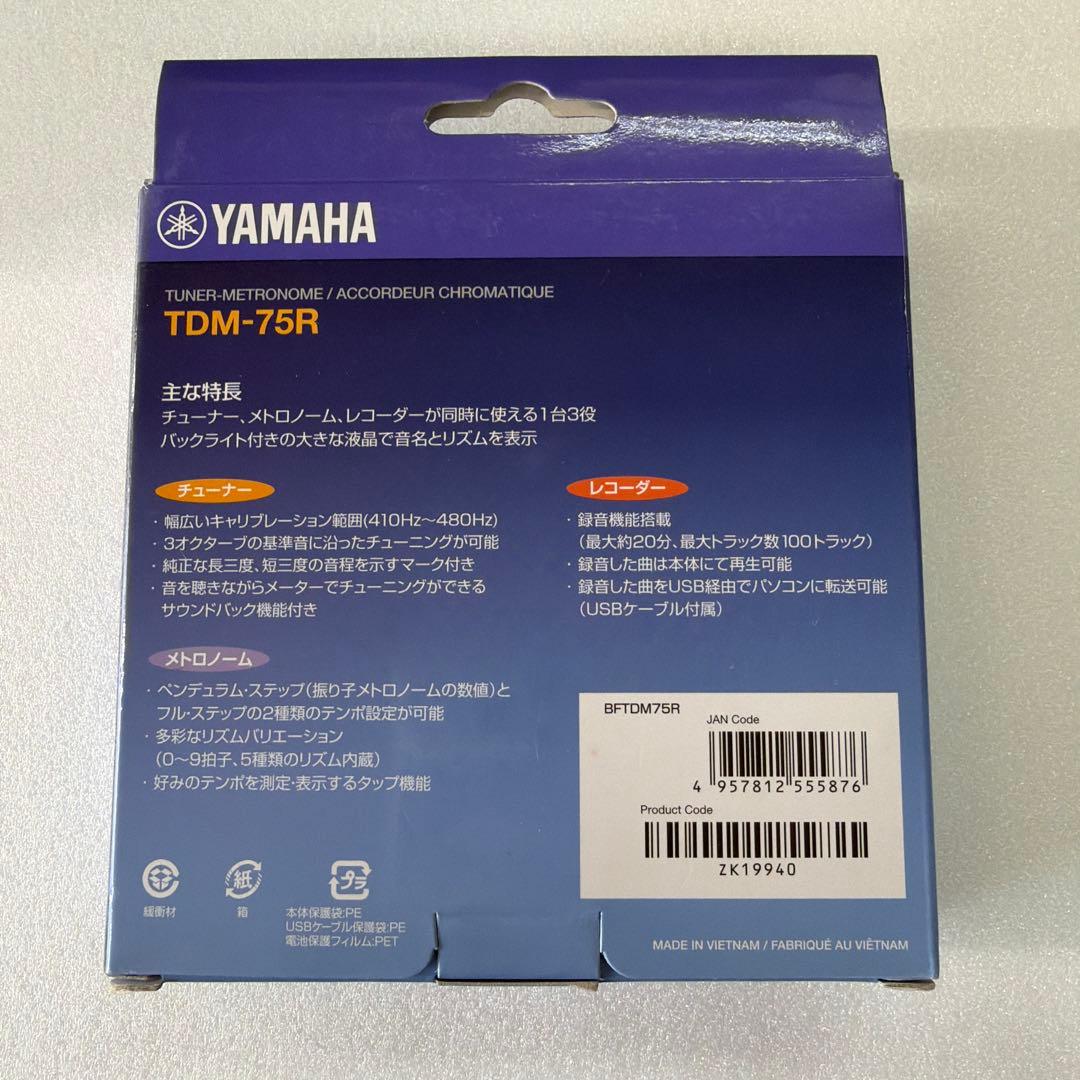 YAMAHA
TUNER-METRONOME / ACCORDEUR CHROMATIQUE
TDM-75R
主な特長
チューナー、メトロノーム、レコーダーが同時に使える1台3役
バックライト付きの大きな液晶で音名とリズムを表示
チューナー
・幅広いキャリブレーション範囲(410Hz～480Hz)
・3オクターブの基準音に沿ったチューニングが可能
・純正な長三度、短三度の音程を示すマーク付き
・音を聴きながらメーターでチューニングができる
サウンドバック機能付き
メトロノーム
・ペンデュラム・ステップ(振り子メトロノームの数値)と
フル・ステップの2種類のテンポ設定が可能
・多彩なリズムバリエーション
(0～9拍子、5種類のリズム内蔵)
・好みのテンポを測定・表示するタップ機能
レコーダー
・録音機能搭載
(最大約20分、最大トラック数100トラック)
・録音した曲は本体にて再生可能
・録音した曲をUSB経由でパソコンに転送可能
(USBケーブル付属)
BFTDM75R
JAN Code
4 957812 555876
Product Code
ZK19940
緩衝材
紙
箱
プラ
本体保護袋:PE
USBケーブル保護袋:PE
電池保護フィルム:PET
MADE IN VIETNAM / FABRIQUÉ AU VIÊTNAM